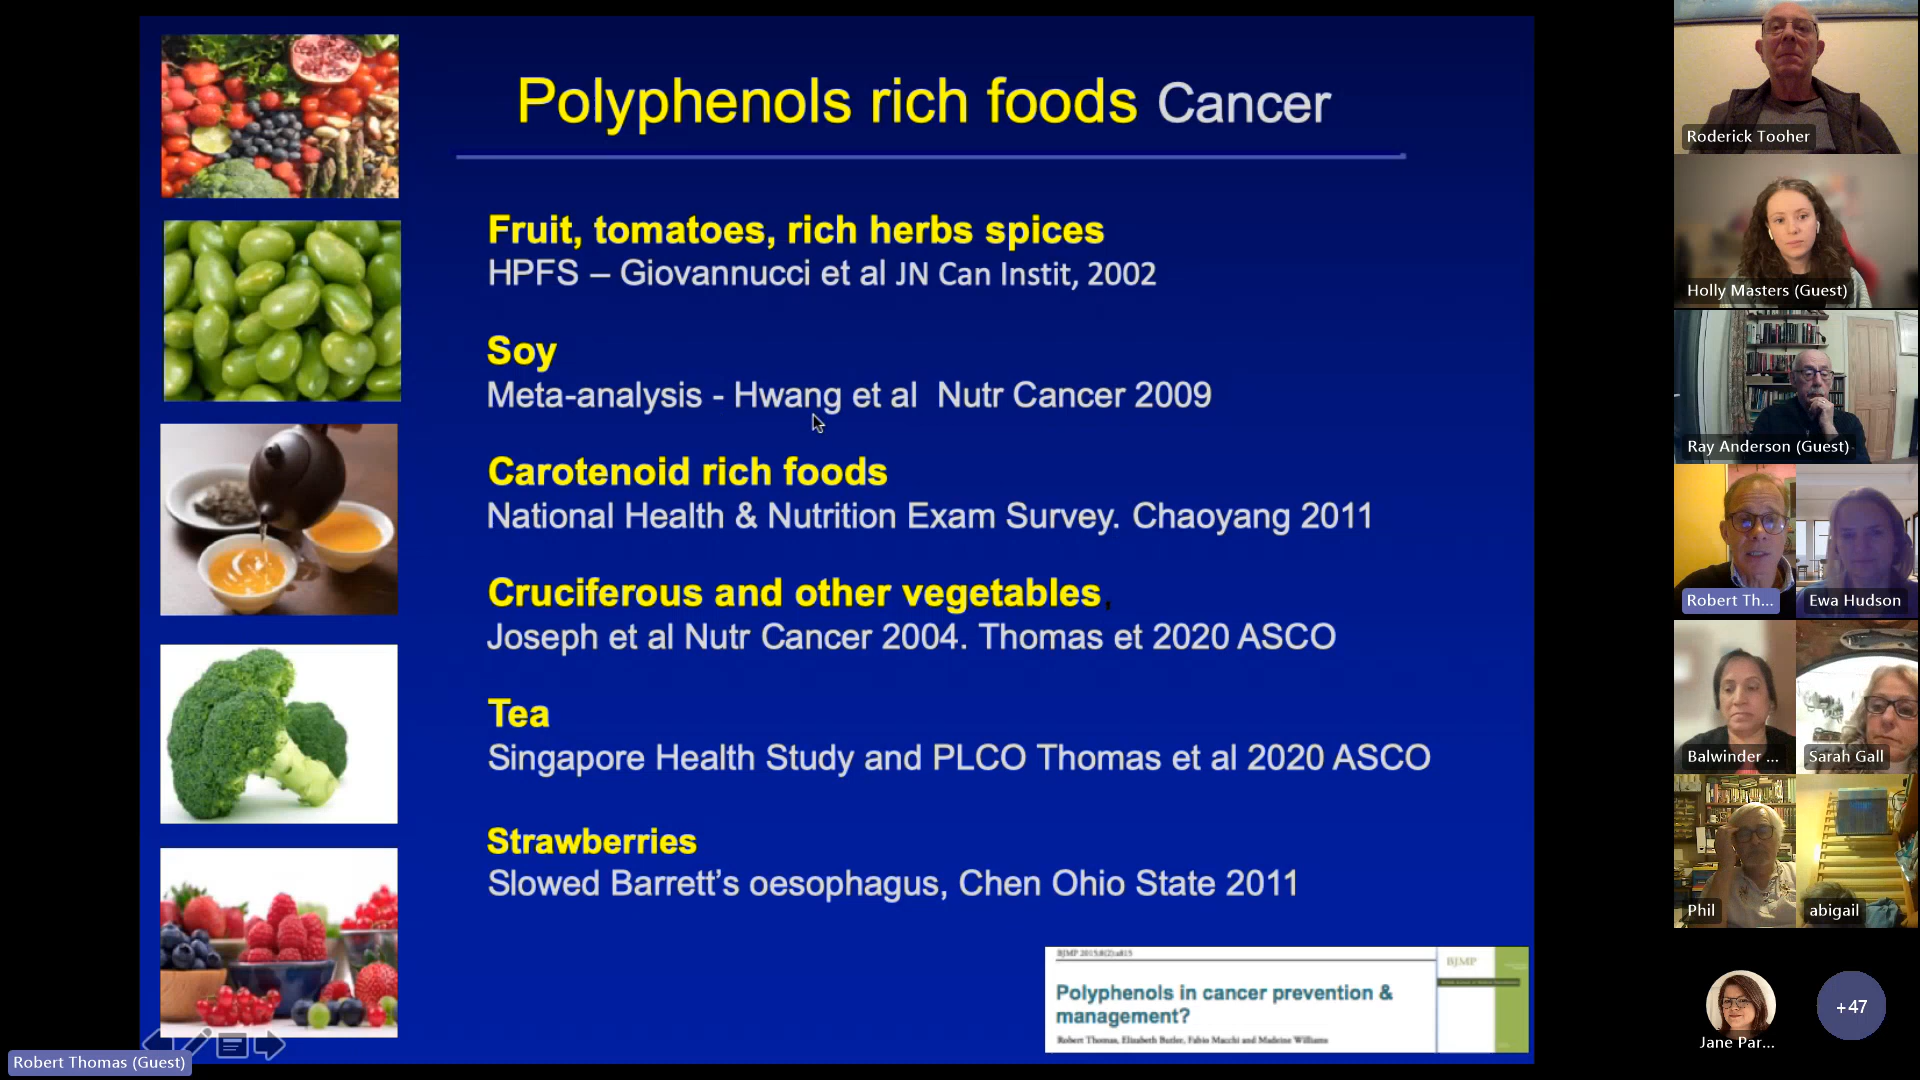 Polyphenols rich foods Cancer
Fruit, tomatoes, rich herbs spices
HPFS – Giovannucci et al JN Can Instit, 2002
Soy
Meta-analysis - Hwang et al Nutr Cancer 2009
Carotenoid rich foods
National Health & Nutrition Exam Survey. Chaoyang 2011
Cruciferous and other vegetables,
Joseph et al Nutr Cancer 2004. Thomas et 2020 ASCO
Tea
Singapore Health Study and PLCO Thomas et al 2020 ASCO
Strawberries
Slowed Barrett's oesophagus, Chen Ohio State 2011
BJMP 2015;8(2):a815
BJMP
Polyphenols in cancer prevention &
management?
Robert Thomas, Elizabeth Butler, Fabio Macchi and Madeine Williams
Robert Thomas (Guest)
Roderick Tooher
Holly Masters (Guest)
Ray Anderson (Guest)
Robert Th...
Ewa Hudson
Balwinder ...
Sarah Gall
Phil
abigail
Jane Par...
+47